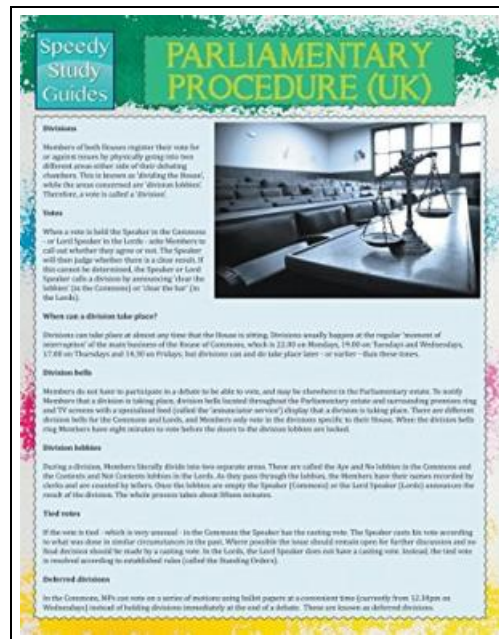 Speedy
Study
Guides
PARLIAMENTARY
PROCEDURE (UK)
Divisions
Members of both Houses register their vote for
or against issues by physically going into two
different areas either side of their debating
chambers. This is known as 'dividing the House',
while the areas concerned are 'division lobbies'.
Therefore, a vote is called a 'division'.
Votes
When a vote is held the Speaker in the Commons
- or Lord Speaker in the Lords - asks Members to
call out whether they agree or not. The Speaker
will then judge whether there is a clear result. If
this cannot be determined, the Speaker or Lord
Speaker calls a division by announcing 'clear the
lobbies' (in the Commons) or 'clear the bar' (in
the Lords).
When can a division take place?
Divisions can take place at almost any time that the House is sitting. Divisions usually happen at the regular 'moment of
interruption' of the main business of the House of Commons, which is 22.00 on Mondays, 19.00 on Tuesdays and Wednesdays,
17.00 on Thursdays and 14.30 on Fridays, but divisions can and do take place later - or earlier - than these times.
Division bells
Members do not have to participate in a debate to be able to vote, and may be elsewhere in the Parliamentary estate. To notify
Members that a division is taking place, division bells located throughout the Parliamentary estate and surrounding premises ring
and TV screens with a specialised feed (called the 'annunciator service') display that a division is taking place. There are different
division bells for the Commons and Lords, and Members only vote in the divisions specific to their House. When the division bells
ring Members have eight minutes to vote before the doors to the division lobbies are locked.
Division lobbies
During a division, Members literally divide into two separate areas. These are called the Aye and No lobbies in the Commons and
the Contents and Not Contents lobbies in the Lords. As they pass through the lobbies, the Members have their names recorded by
clerks and are counted by tellers. Once the lobbies are empty the Speaker (Commons) or the Lord Speaker (Lords) announces the
result of the division. The whole process takes about fifteen minutes.
Tied votes
If the vote is tied - which is very unusual - in the Commons the Speaker has the casting vote. The Speaker casts his vote according
to what was done in similar circumstances in the past. Where possible the issue should remain open for further discussion and no
final decision should be made by a casting vote. In the Lords, the Lord Speaker does not have a casting vote. Instead, the tied vote
is resolved according to established rules (called the Standing Orders).
Deferred divisions
In the Commons, MPs can vote on a series of motions using ballot papers at a convenient time (currently from 12.30pm on
Wednesdays) instead of holding divisions immediately at the end of a debate. These are known as deferred divisions.